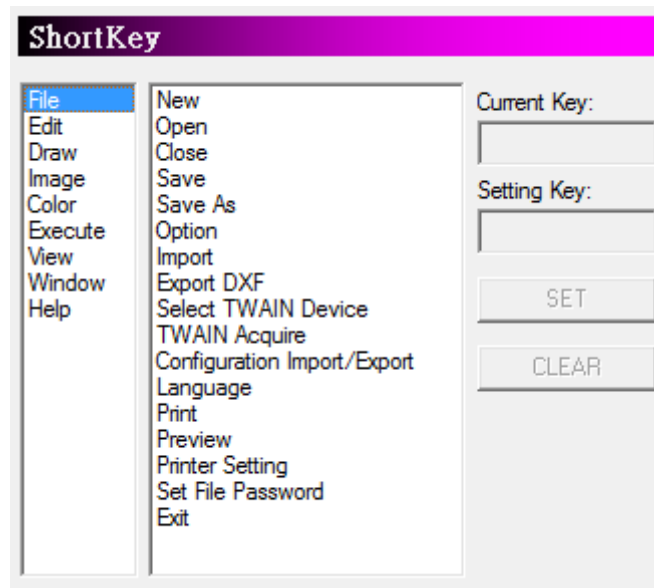 ShortKey
File
Edit
Draw
Image
Color
Execute
View
Window
Help
New
Open
Close
Save
Save As
Option
Import
Export DXF
Select TWAIN Device
TWAIN Acquire
Configuration Import/Export
Language
Print
Preview
Printer Setting
Set File Password
Exit
Current Key:
Setting Key:
SET
CLEAR